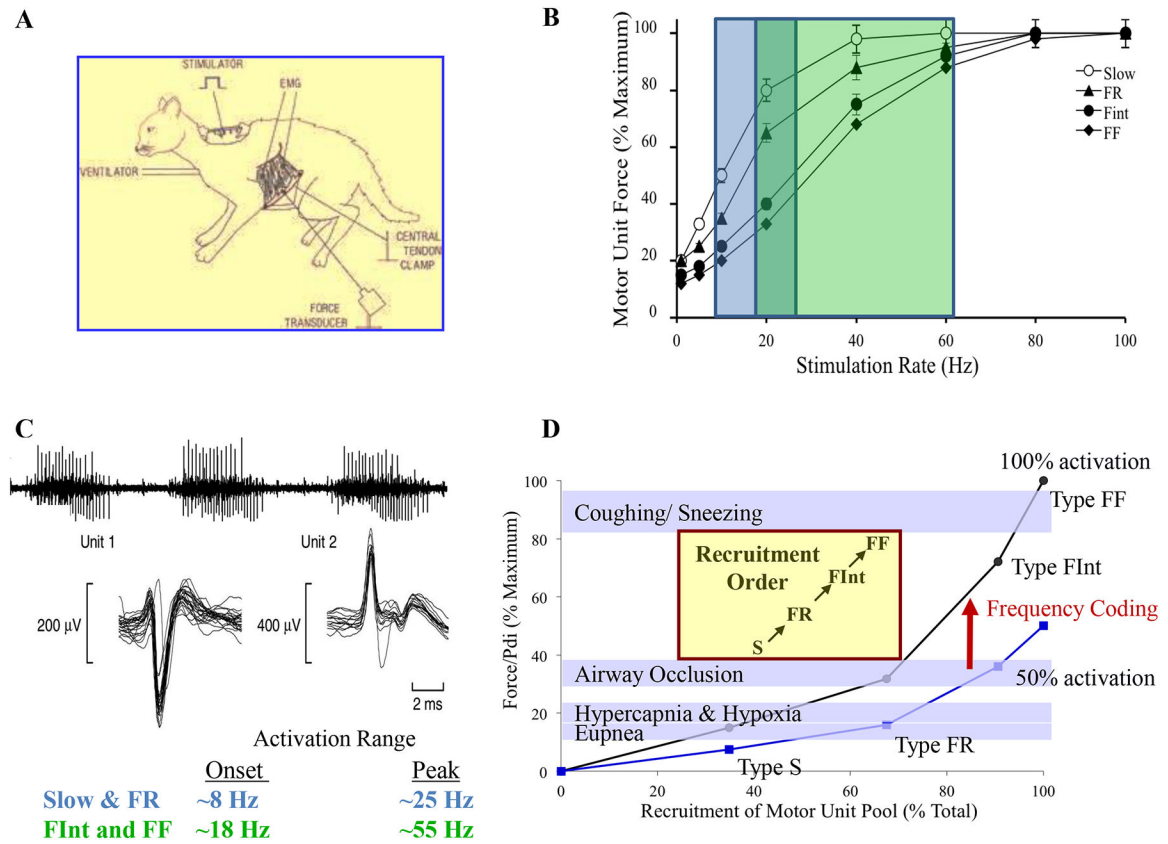 A
STIMULATOR
EMG
VENTILATOR
CENTRAL
TENDON
CLAMP
FORCE
TRANSDUCER
B
Motor Unit Force (% Maximum)
100
80
60
40
20
0
0 20 40 60 80 100
Stimulation Rate (Hz)
Slow
FR
Fint
FF
C
Unit 1
Unit 2
200 µV
400 µV
2 ms
Activation Range
Onset Peak
Slow & FR ~8 Hz ~25 Hz
FInt and FF ~18 Hz ~55 Hz
D
Force/Pdi (% Maximum)
100
80
60
40
20
0
0 20 40 60 80 100
Recruitment of Motor Unit Pool (% Total)
100% activation
Type FF
Coughing/ Sneezing
Recruitment
Order
FF
FInt
FR
S
Type FInt
Frequency Coding
Airway Occlusion
50% activation
Hypercapnia & Hypoxia
Eupnea
Type FR
Type S